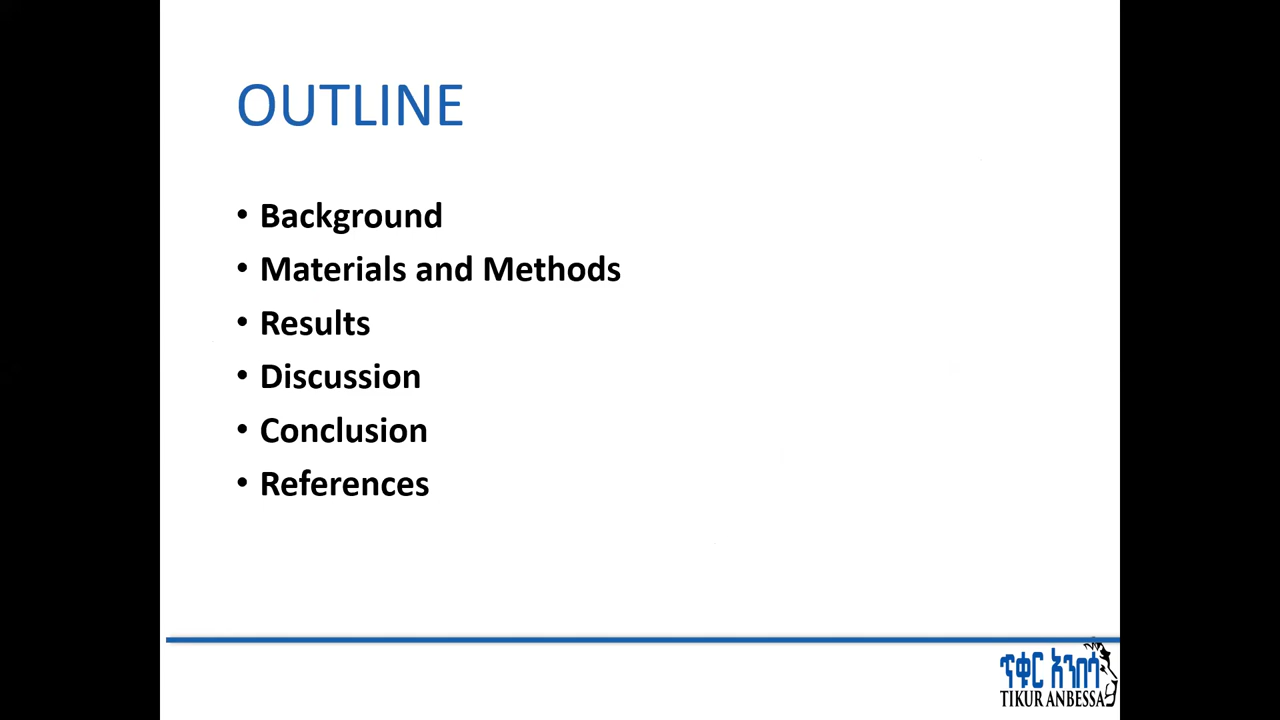 OUTLINE
• Background
• Materials and Methods
• Results
• Discussion
• Conclusion
• References
ጥቁር አንበሳ
TIKUR ANBESSA